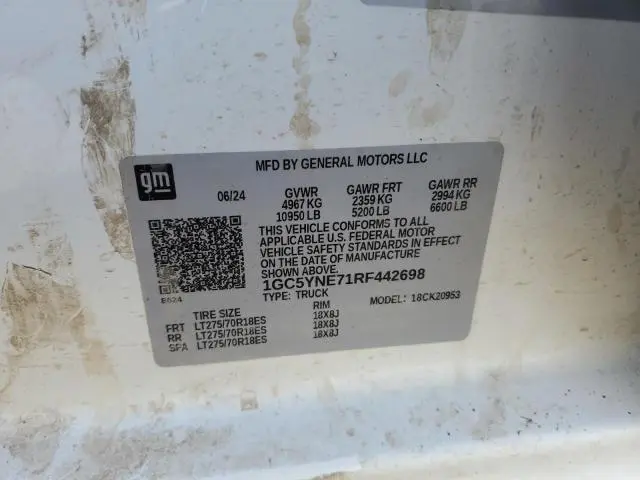 gm
MFD BY GENERAL MOTORS LLC
06/24 GVWR GAWR FRT GAWR RR
4967 KG 2359 KG 2994 KG
10950 LB 5200 LB 6600 LB
THIS VEHICLE CONFORMS TO ALL
APPLICABLE U.S. FEDERAL MOTOR
VEHICLE SAFETY STANDARDS IN EFFECT
ON THE DATE OF MANUFACTURE
SHOWN ABOVE.
1GC5YNE71RF442698
TYPE: TRUCK MODEL: 18CK20953
B624
TIRE SIZE RIM
FRT LT275/70R18ES 18X8J
RR LT275/70R18ES 18X8J
SPA LT275/70R18ES 18X8J